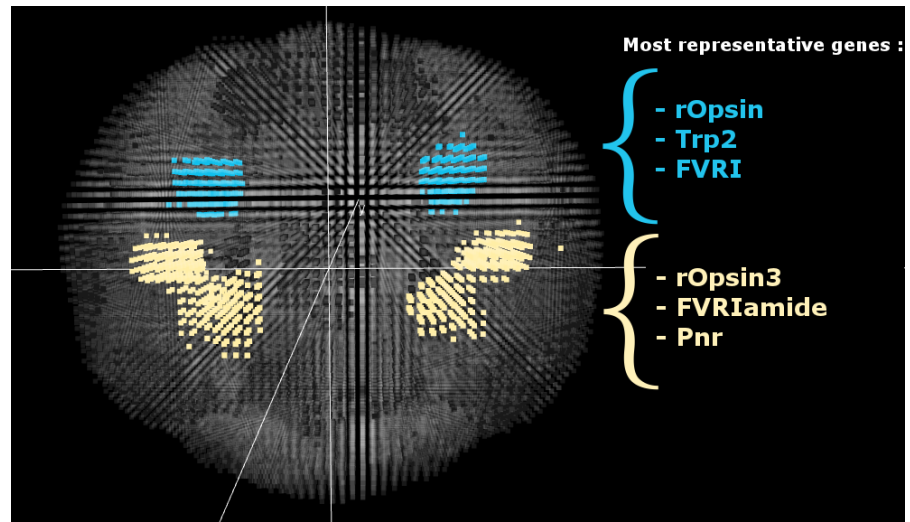 Most representative genes :
- rOpsin
- Trp2
- FVRI
- rOpsin3
- FVRIamide
- Pnr